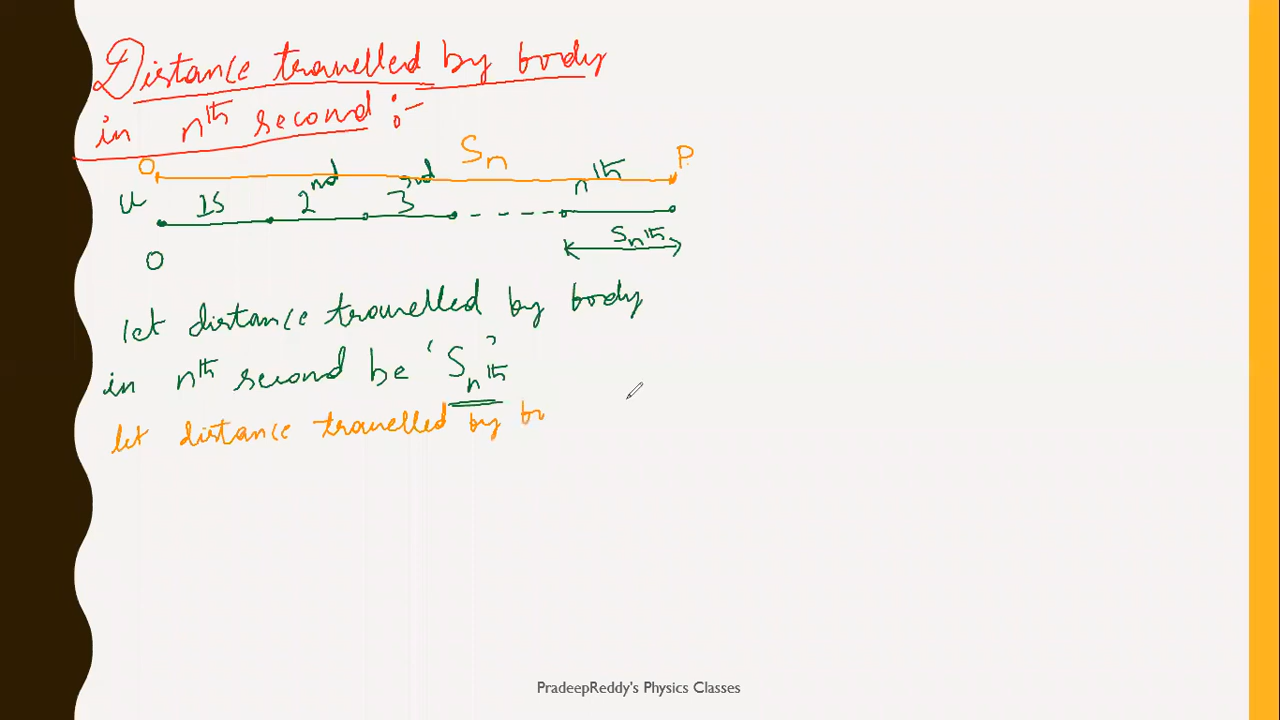 Distance travelled by body
in nth second :-
O Sn P
u 1S 2nd 3rd nth
Snth
O
let distance travelled by body
in nth second be 'Snth'
let distance travelled by bo
PradeepReddy's Physics Classes